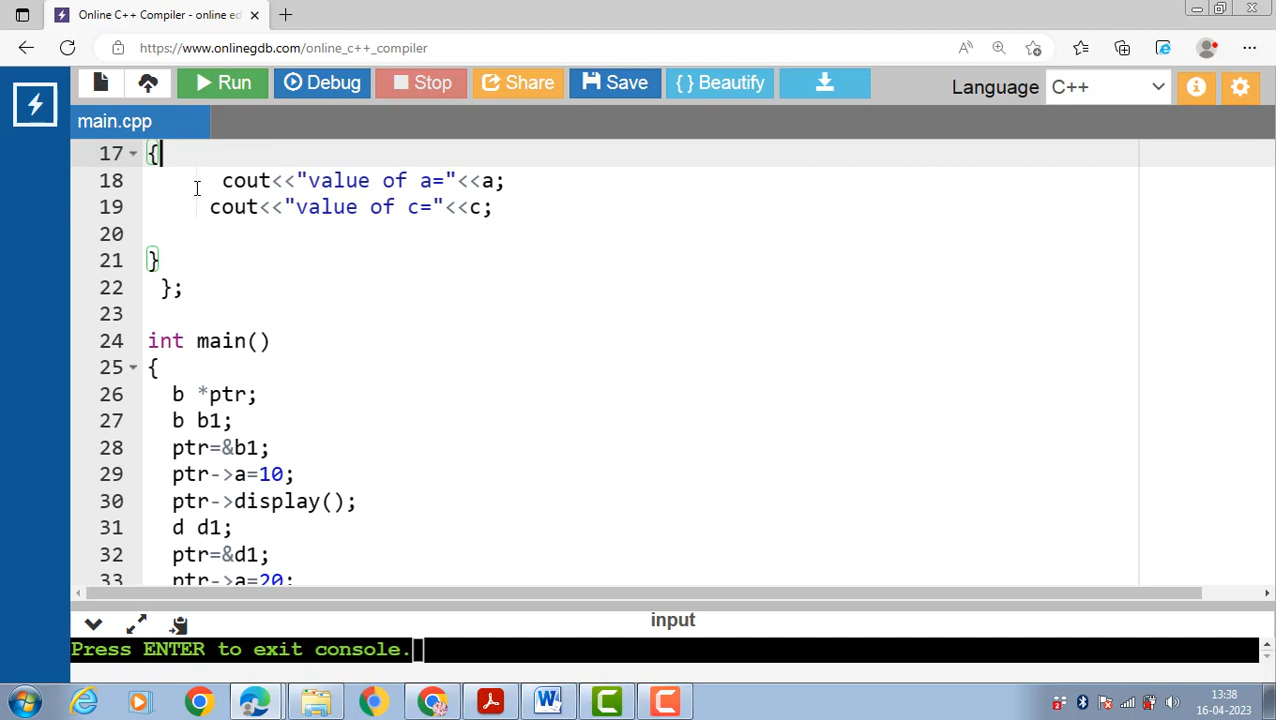 Online C++ Compiler - online ed
https://www.onlinegdb.com/online_c++_compiler
Run Debug Stop Share Save { } Beautify Language C++
main.cpp
17 {
18 cout<<"value of a="<<a;
19 cout<<"value of c="<<c;
20
21 }
22 };
23
24 int main()
25 {
26 b *ptr;
27 b b1;
28 ptr=&b1;
29 ptr->a=10;
30 ptr->display();
31 d d1;
32 ptr=&d1;
33 ptr->a=20;
input
Press ENTER to exit console.
13:38
16-04-2023